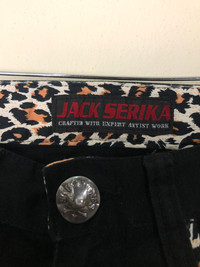 JACK SERIKA
CRAFTED WITH EXPERT ARTIST WORK